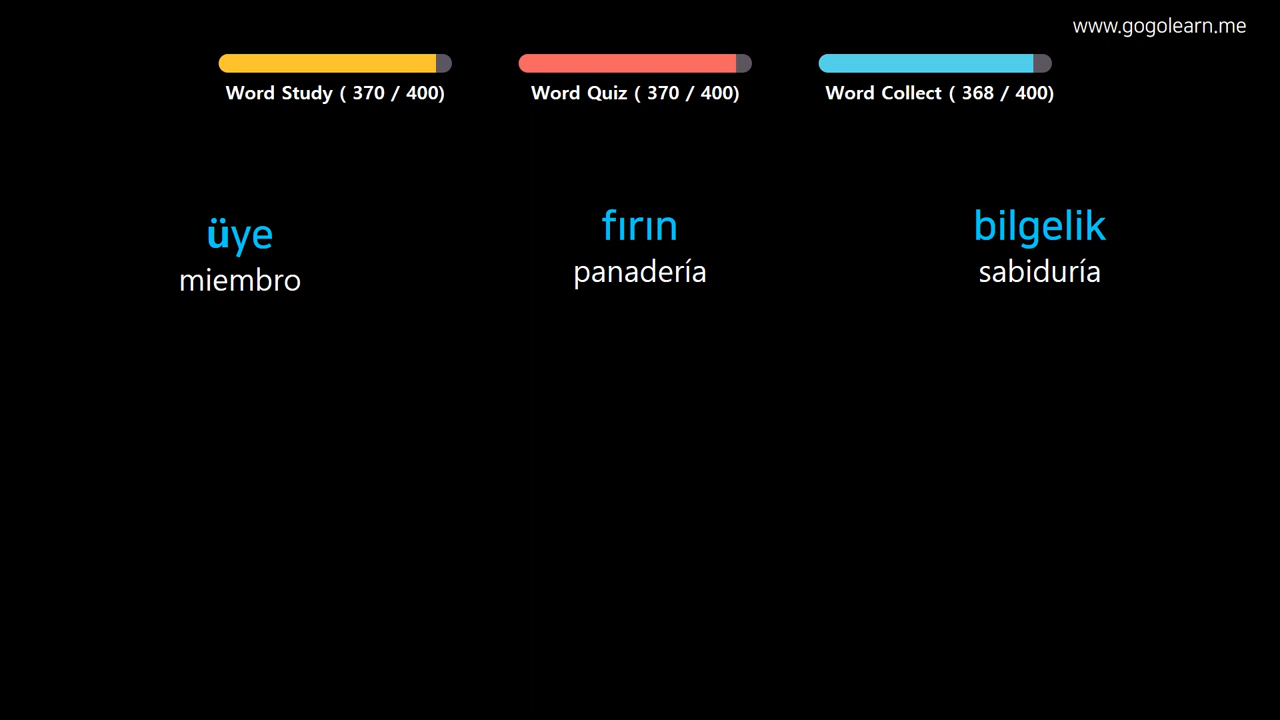 www.gogolearn.me
Word Study ( 370 / 400)
Word Quiz ( 370 / 400)
Word Collect ( 368 / 400)
üye
miembro
fırın
panadería
bilgelik
sabiduría